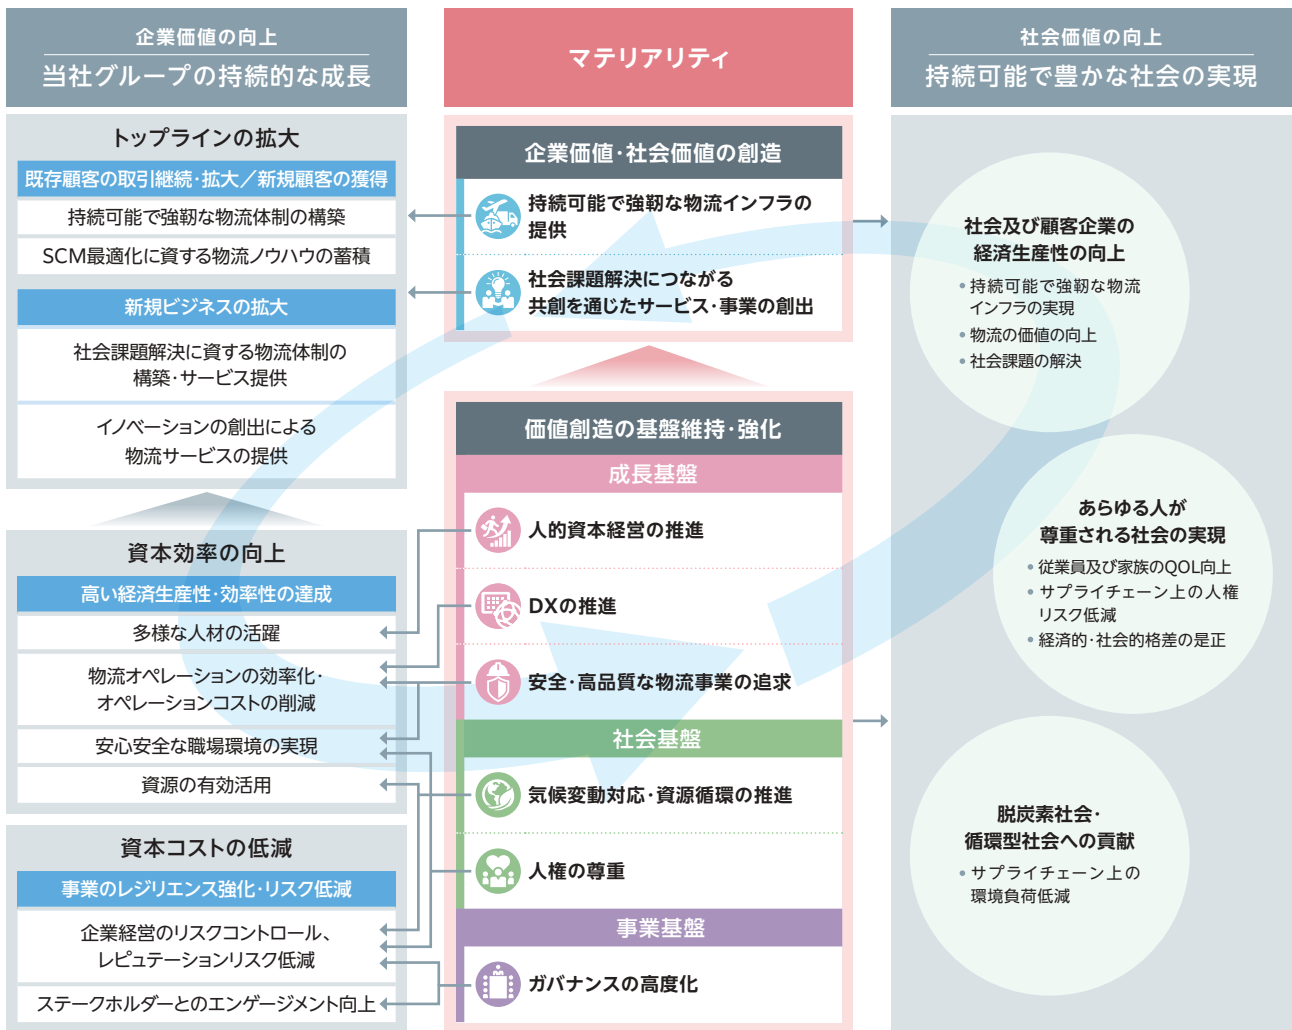 企業価値の向上
当社グループの持続的な成長
トップラインの拡大
既存顧客の取引継続・拡大／新規顧客の獲得
持続可能で強靭な物流体制の構築
SCM最適化に資する物流ノウハウの蓄積
新規ビジネスの拡大
社会課題解決に資する物流体制の
構築・サービス提供
イノベーションの創出による
物流サービスの提供
資本効率の向上
高い経済生産性・効率性の達成
多様な人材の活躍
物流オペレーションの効率化・
オペレーションコストの削減
安心安全な職場環境の実現
資源の有効活用
資本コストの低減
事業のレジリエンス強化・リスク低減
企業経営のリスクコントロール、
レピュテーションリスク低減
ステークホルダーとのエンゲージメント向上
マテリアリティ
企業価値・社会価値の創造
持続可能で強靭な物流インフラの
提供
社会課題解決につながる
共創を通じたサービス・事業の創出
価値創造の基盤維持・強化
成長基盤
人的資本経営の推進
DXの推進
安全・高品質な物流事業の追求
社会基盤
気候変動対応・資源循環の推進
人権の尊重
事業基盤
ガバナンスの高度化
社会価値の向上
持続可能で豊かな社会の実現
社会及び顧客企業の
経済生産性の向上
• 持続可能で強靭な物流
インフラの実現
• 物流の価値の向上
• 社会課題の解決
あらゆる人が
尊重される社会の実現
• 従業員及び家族のQOL向上
• サプライチェーン上の人権
リスク低減
• 経済的・社会的格差の是正
脱炭素社会・
循環型社会への貢献
• サプライチェーン上の
環境負荷低減